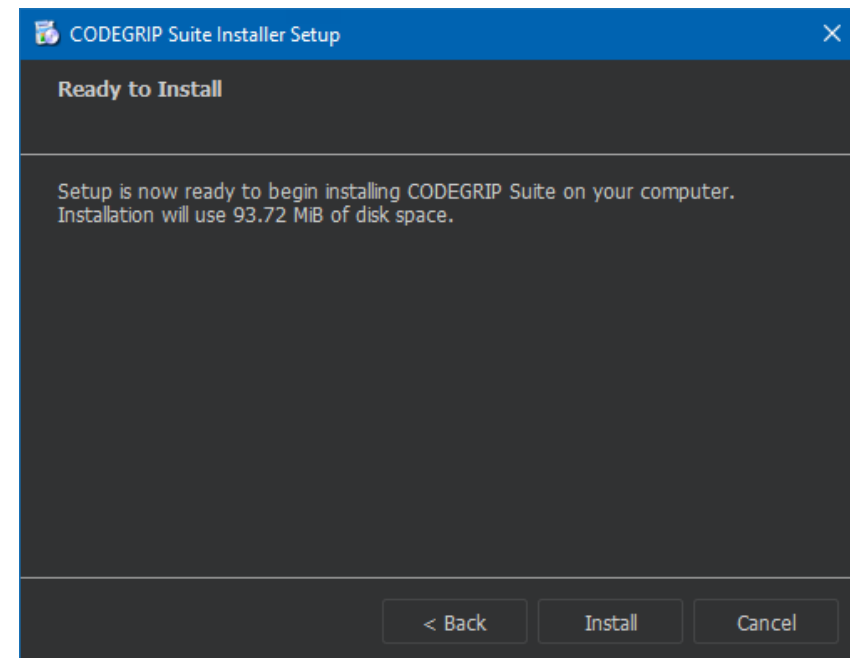 CODEGRIP Suite Installer Setup
Ready to Install
Setup is now ready to begin installing CODEGRIP Suite on your computer.
Installation will use 93.72 MiB of disk space.
< Back
Install
Cancel